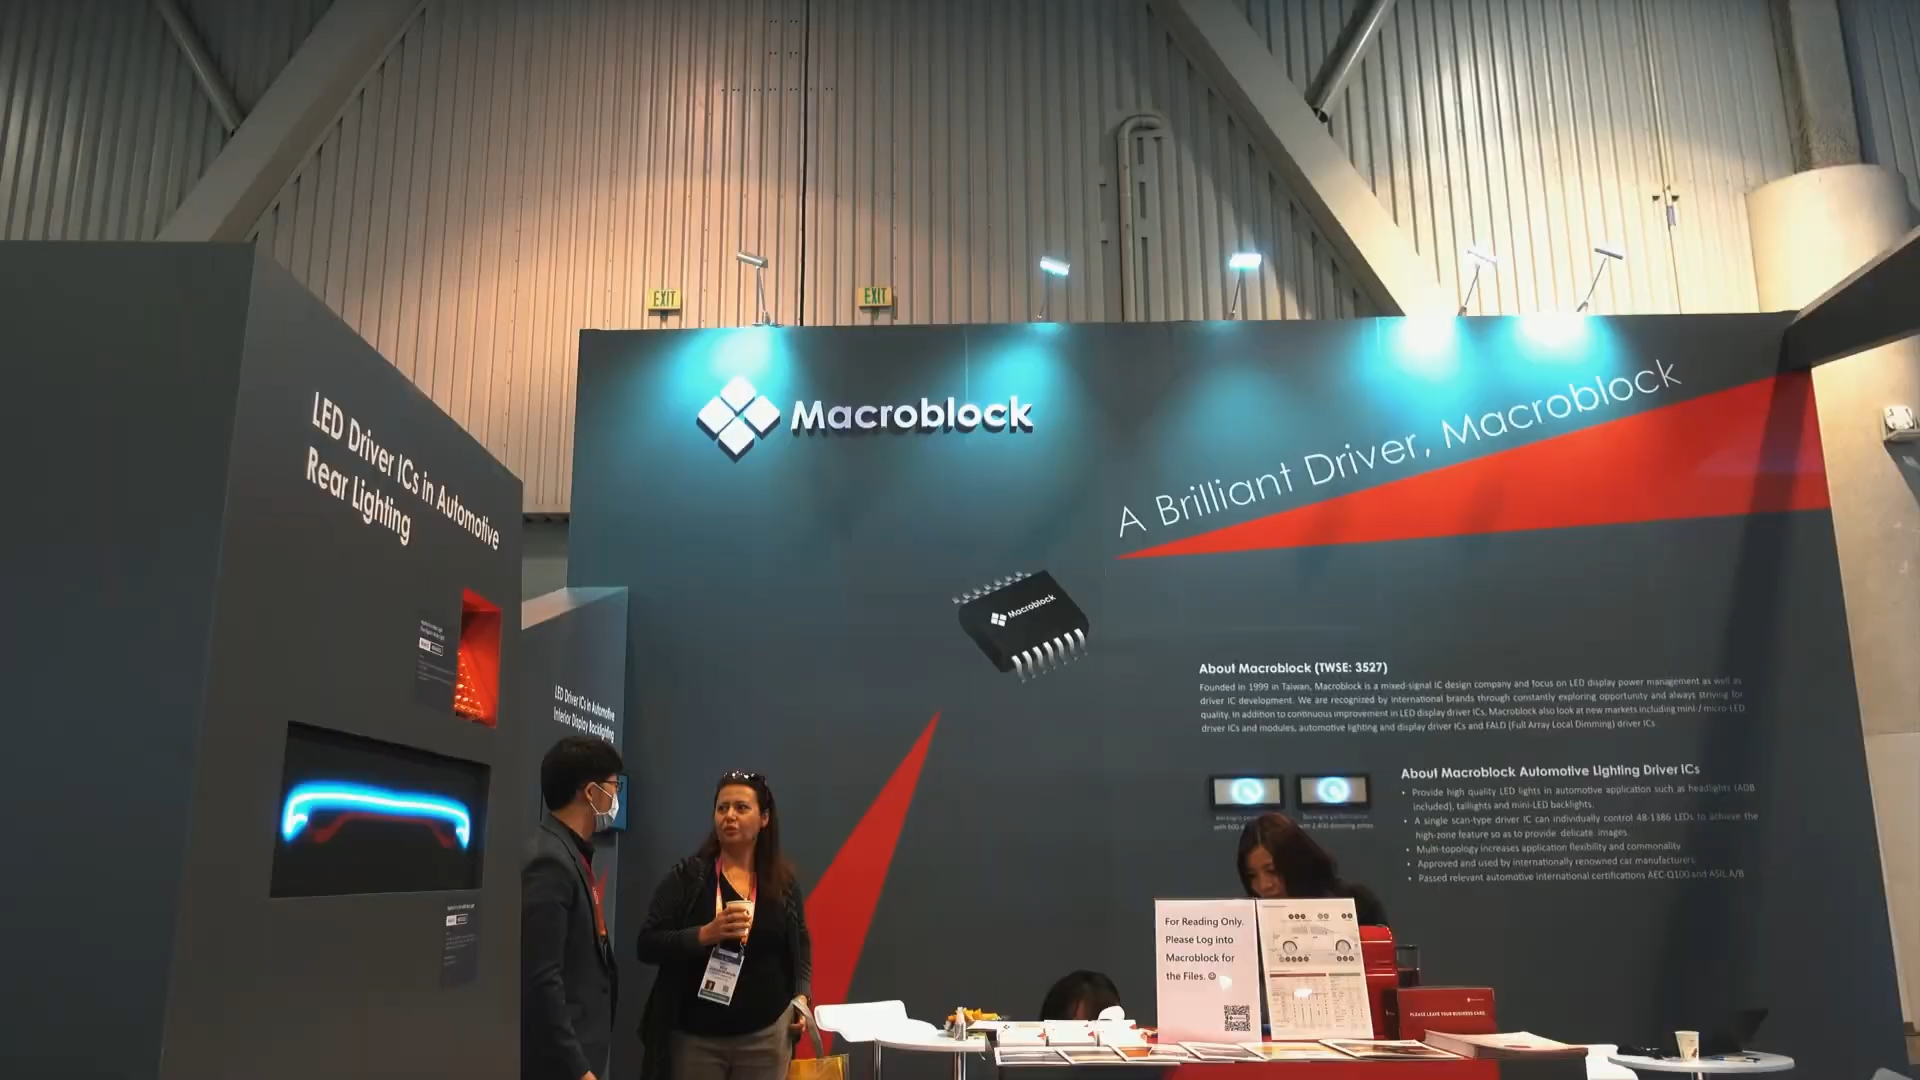 EXIT
EXIT
Macroblock
A Brilliant Driver, Macroblock
LED Driver ICs in Automotive
Rear Lighting
Macroblock
LED Driver ICs in Automotive
Interior Display Backlighting
About Macroblock (TWSE: 3527)
Founded in 1999 in Taiwan, Macroblock is a mixed-signal IC design company and focus on LED display power management as well as
driver IC development. We are recognized by international brands through constantly exploring opportunity and always striving for
quality. In addition to continuous improvement in LED display driver ICs, Macroblock also look at new markets including mini-/ micro-LED
driver ICs and modules, automotive lighting and display driver ICs and FALD (Full Array Local Dimming) driver ICs
About Macroblock Automotive Lighting Driver ICs
• Provide high quality LED lights in automotive application such as headlights (ADB
included), taillights and mini-LED backlights.
• A single scan-type driver IC can individually control 48-1386 LEDs to achieve the
high-zone feature so as to provide delicate images.
• Multi-topology increases application flexibility and commonality
• Approved and used by internationally renowned car manufacturers
• Passed relevant automotive international certifications AEC-Q100 and ASIL A/B
For Reading Only.
Please Log into
Macroblock for
the Files. ☺
PLEASE LEAVE YOUR BUSINESS CARD